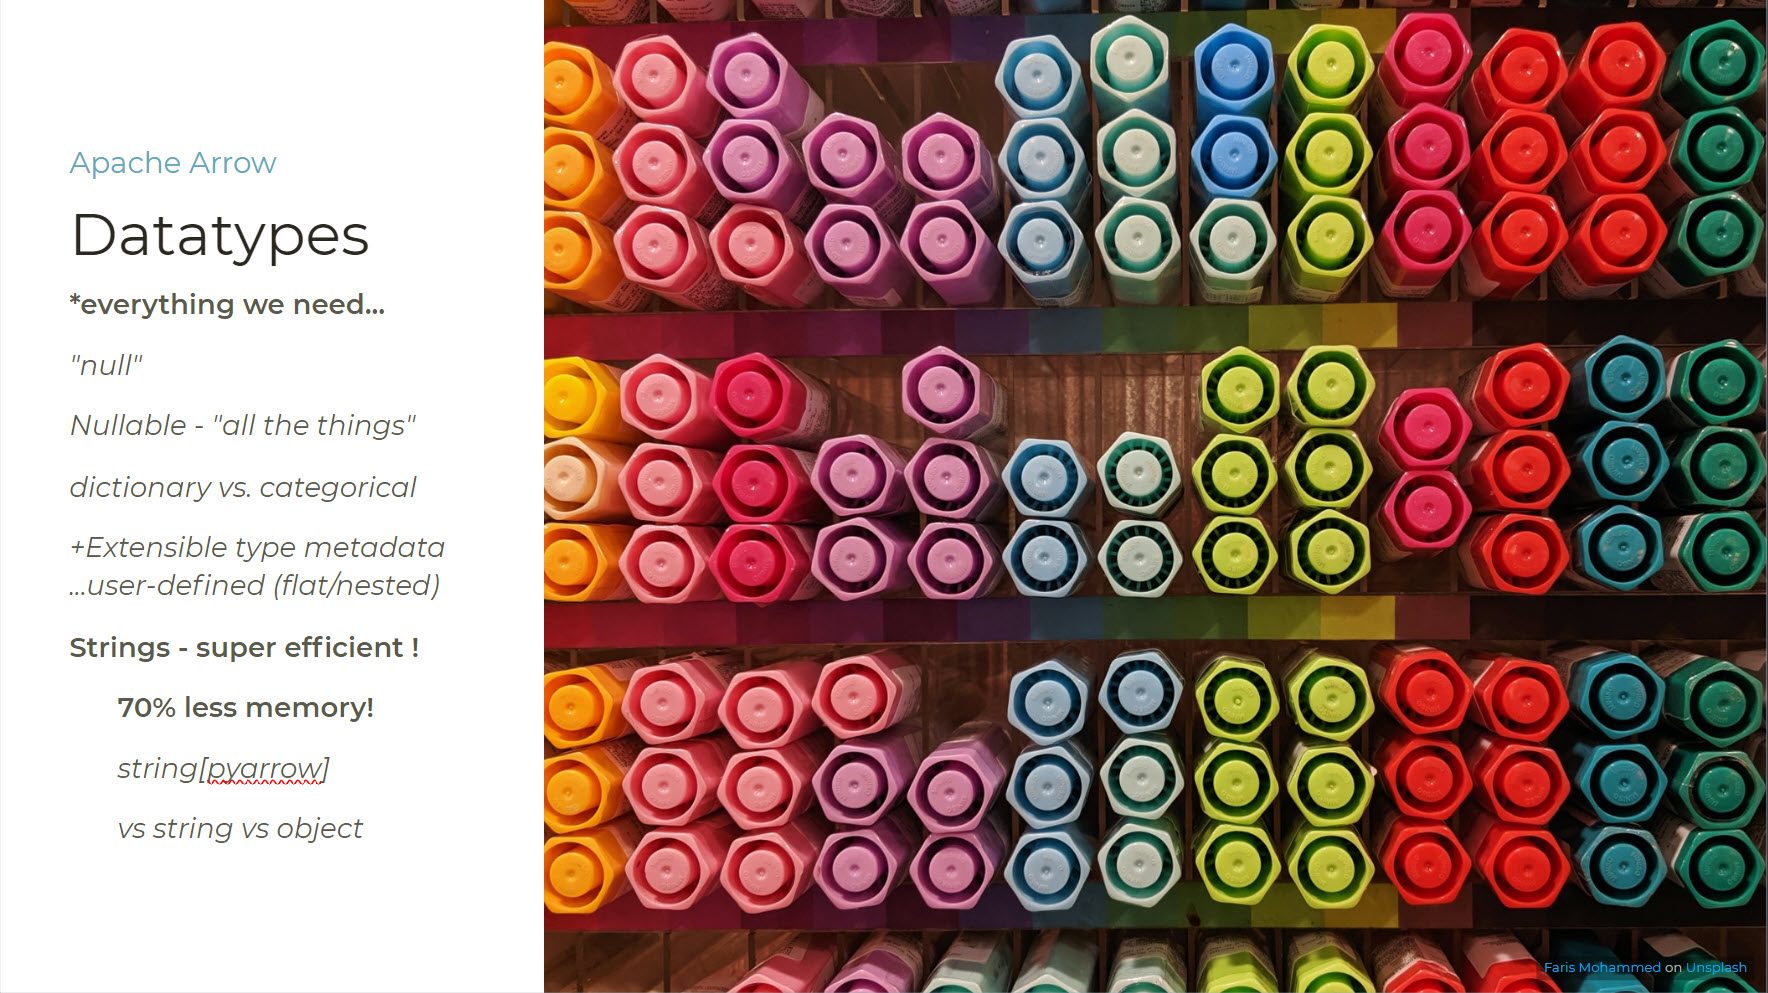 Apache Arrow
Datatypes
*everything we need...
"null"
Nullable - "all the things"
dictionary vs. categorical
+Extensible type metadata
...user-defined (flat/nested)
Strings - super efficient !
70% less memory!
string[pyarrow]
vs string vs object
Faris Mohammed on Unsplash